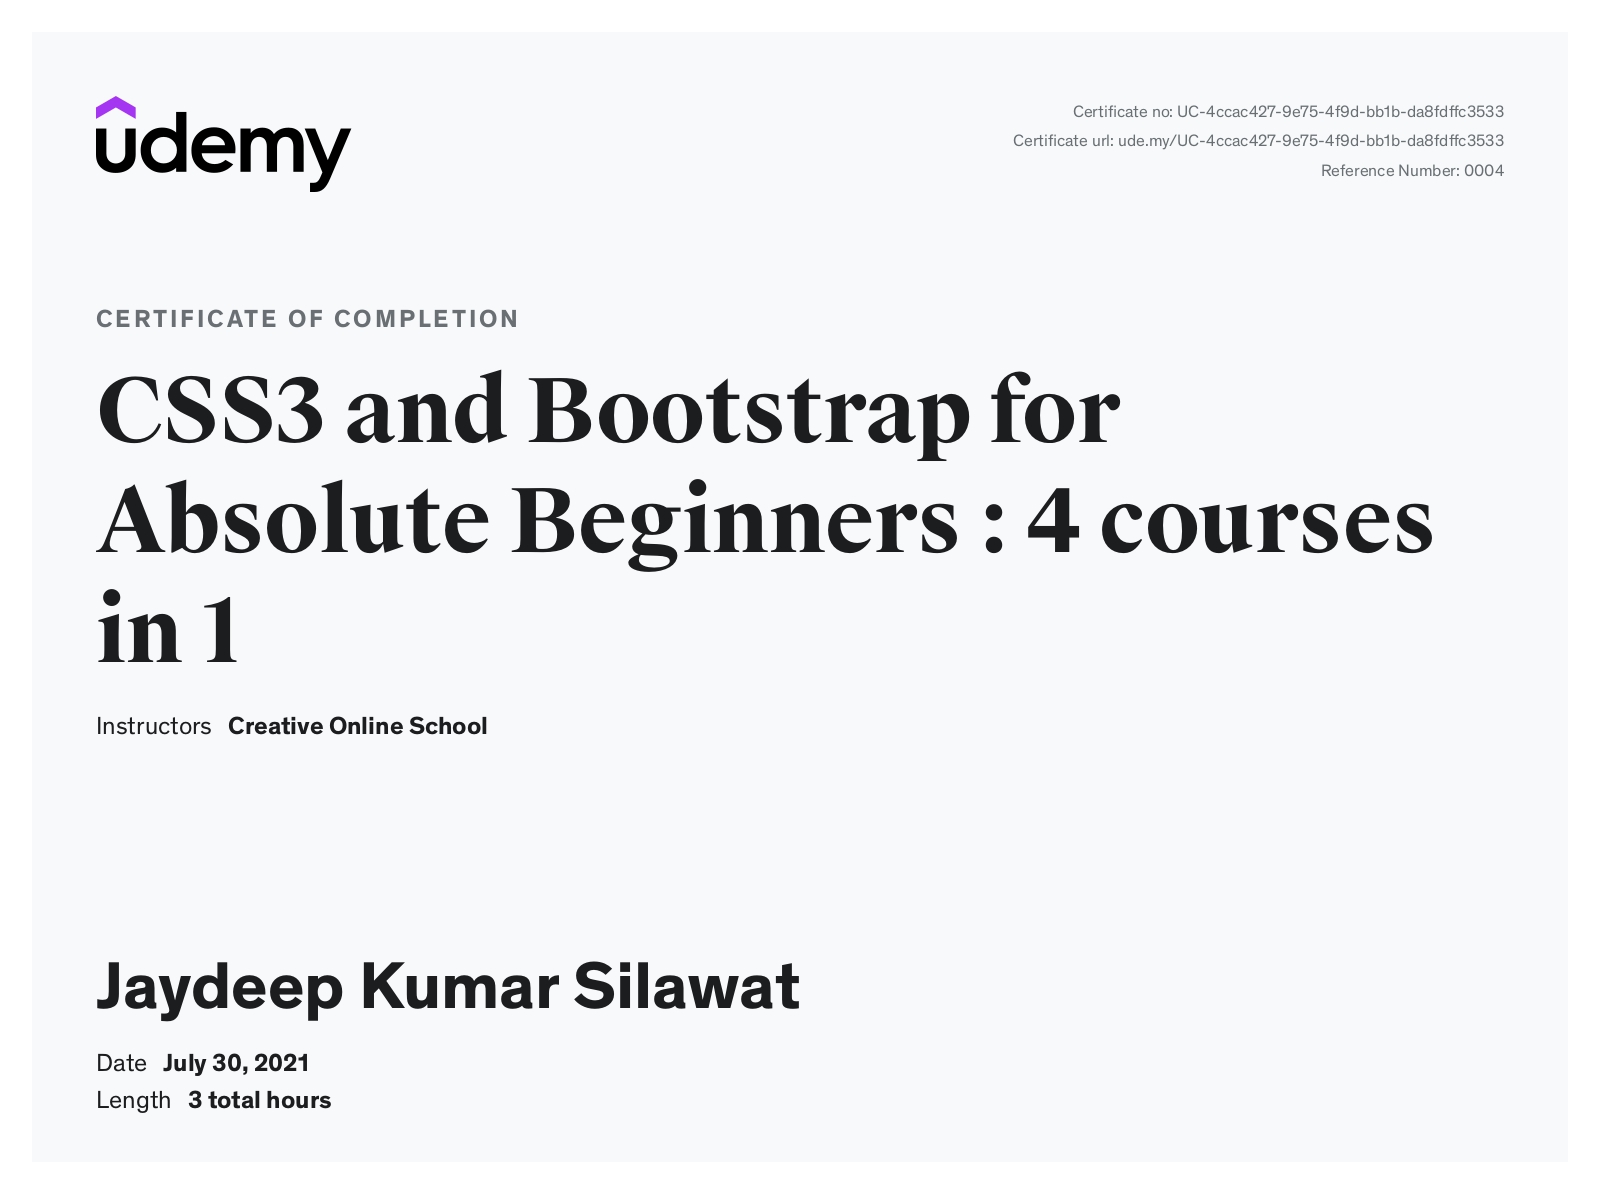 udemy
Certificate no: UC-4ccac427-9e75-4f9d-bb1b-da8fdffc3533
Certificate url: ude.my/UC-4ccac427-9e75-4f9d-bb1b-da8fdffc3533
Reference Number: 0004
CERTIFICATE OF COMPLETION
CSS3 and Bootstrap for
Absolute Beginners : 4 courses
in 1
Instructors Creative Online School
Jaydeep Kumar Silawat
Date July 30, 2021
Length 3 total hours